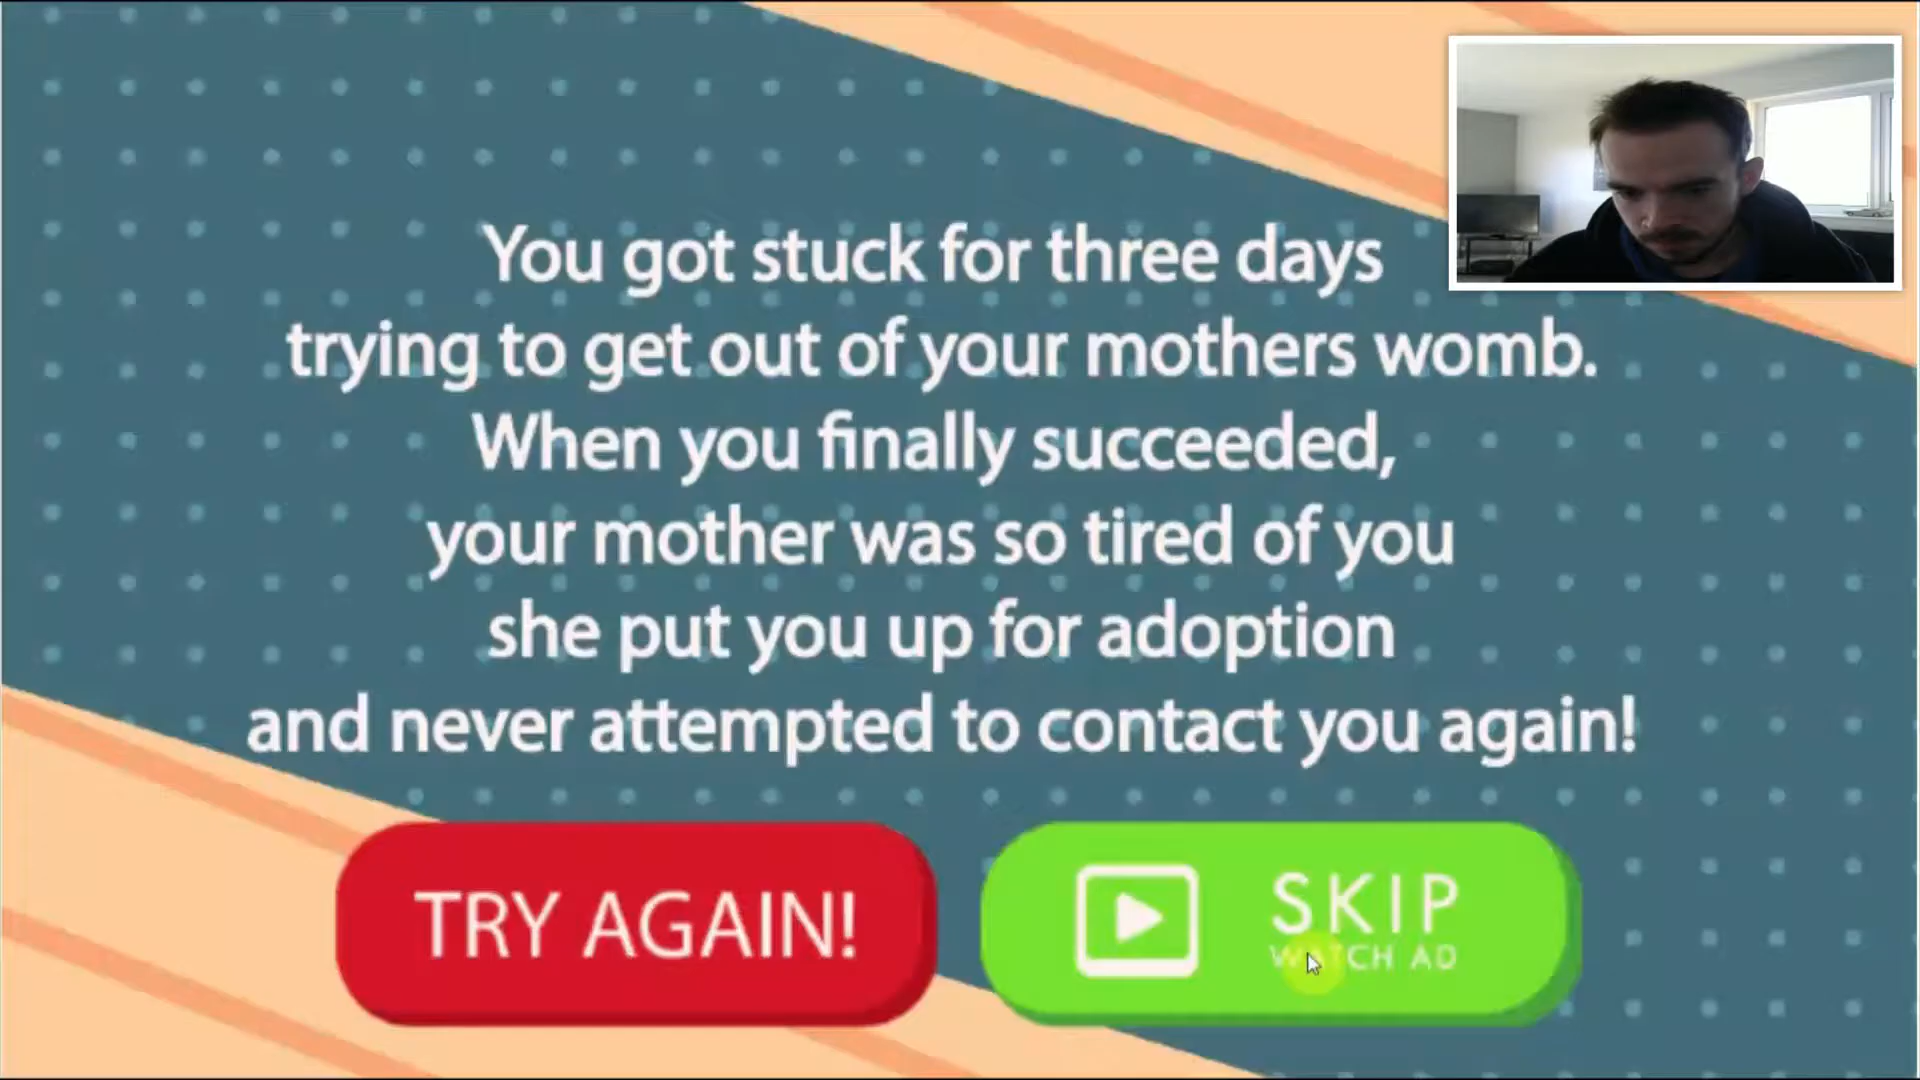 You got stuck for three days
trying to get out of your mothers womb.
When you finally succeeded,
your mother was so tired of you
she put you up for adoption
and never attempted to contact you again!
TRY AGAIN!
SKIP
WATCH AD